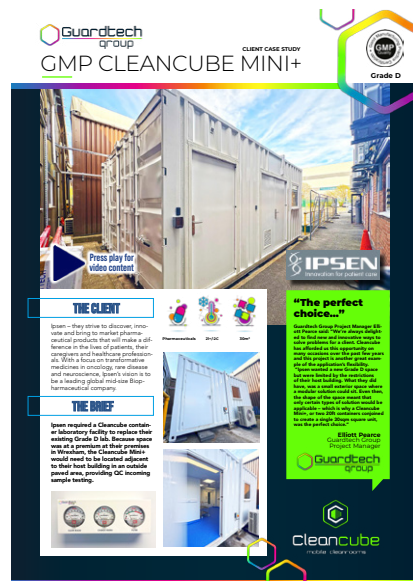 Guardtech
group
CLIENT CASE STUDY
GMP CLEANCUBE MINI+
GMP
Grade D
Press play for
video content
IPSEN
Innovation for patient care
THE CLIENT
Ipsen – they strive to discover, inno-
vate and bring to market pharma-
ceutical products that will make a dif-
ference in the lives of patients, their
caregivers and healthcare profession-
als. With a focus on transformative
medicines in oncology, rare disease
and neuroscience, Ipsen's vision is to
be a leading global mid-size Biop-
harmaceutical company.
THE BRIEF
Ipsen required a Cleancube contain-
er laboratory facility to replace their
existing Grade D lab. Because space
was at a premium at their premises
in Wrexham, the Cleancube Mini+
would need to be located adjacent
to their host building in an outside
paved area, providing QC incoming
sample testing.
Pharmaceuticals
21+/2C
30m²
"The perfect
choice..."
Guardtech Group Project Manager Elli-
ott Pearce said: "We're always delight-
ed to find new and innovative ways to
solve problems for a client. Cleancube
has afforded us this opportunity on
many occasions over the past few years
and this project is another great exam-
ple of the application's flexibility.
"Ipsen wanted a new Grade D space
but were limited by the restrictions
of their host building. What they did
have, was a small exterior space where
a modular solution could sit. Even then,
the shape of the space meant that
only certain types of solution would be
applicable – which is why a Cleancube
Mini+, or two 20ft containers conjoined
to create a single 30sqm square unit,
was the perfect choice."
Elliott Pearce
Guardtech Group
Project Manager
Guardtech
group
Cleancube
mobile cleanrooms